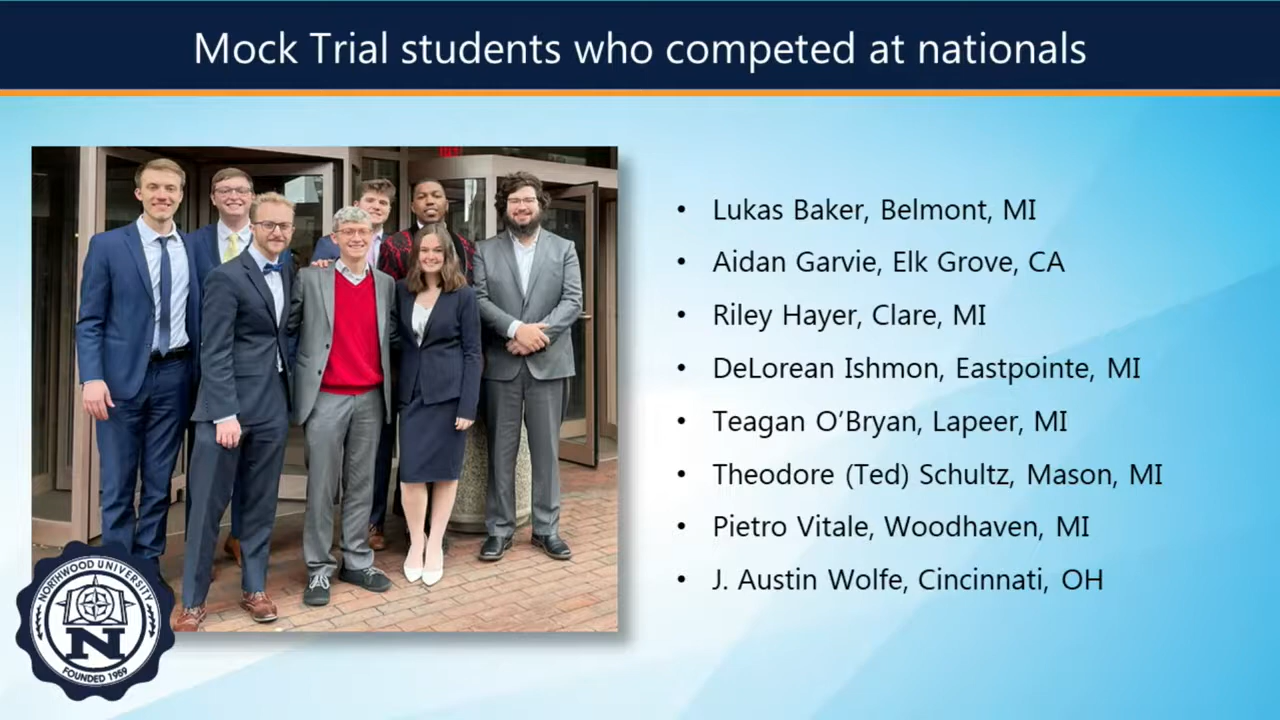 Mock Trial students who competed at nationals
• Lukas Baker, Belmont, MI
• Aidan Garvie, Elk Grove, CA
• Riley Hayer, Clare, MI
• DeLorean Ishmon, Eastpointe, MI
• Teagan O’Bryan, Lapeer, MI
• Theodore (Ted) Schultz, Mason, MI
• Pietro Vitale, Woodhaven, MI
• J. Austin Wolfe, Cincinnati, OH
NORTHWOOD UNIVERSITY
N
FOUNDED 1959